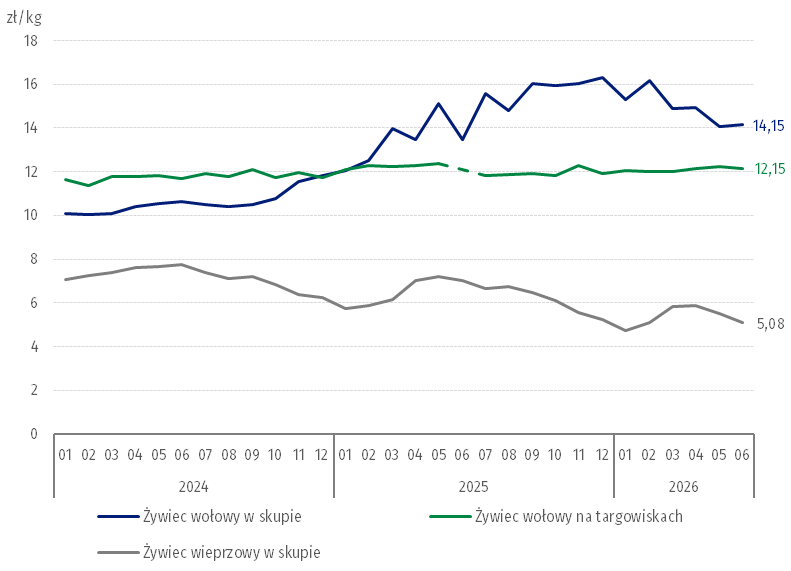 zł/kg
18
16
14
12
10
8
6
4
2
0
14,15
12,15
5,08
01 02 03 04 05 06 07 08 09 10 11 12 01 02 03 04 05 06 07 08 09 10 11 12 01 02 03 04 05 06
2024 2025 2026
Żywiec wołowy w skupie Żywiec wołowy na targowiskach
Żywiec wieprzowy w skupie